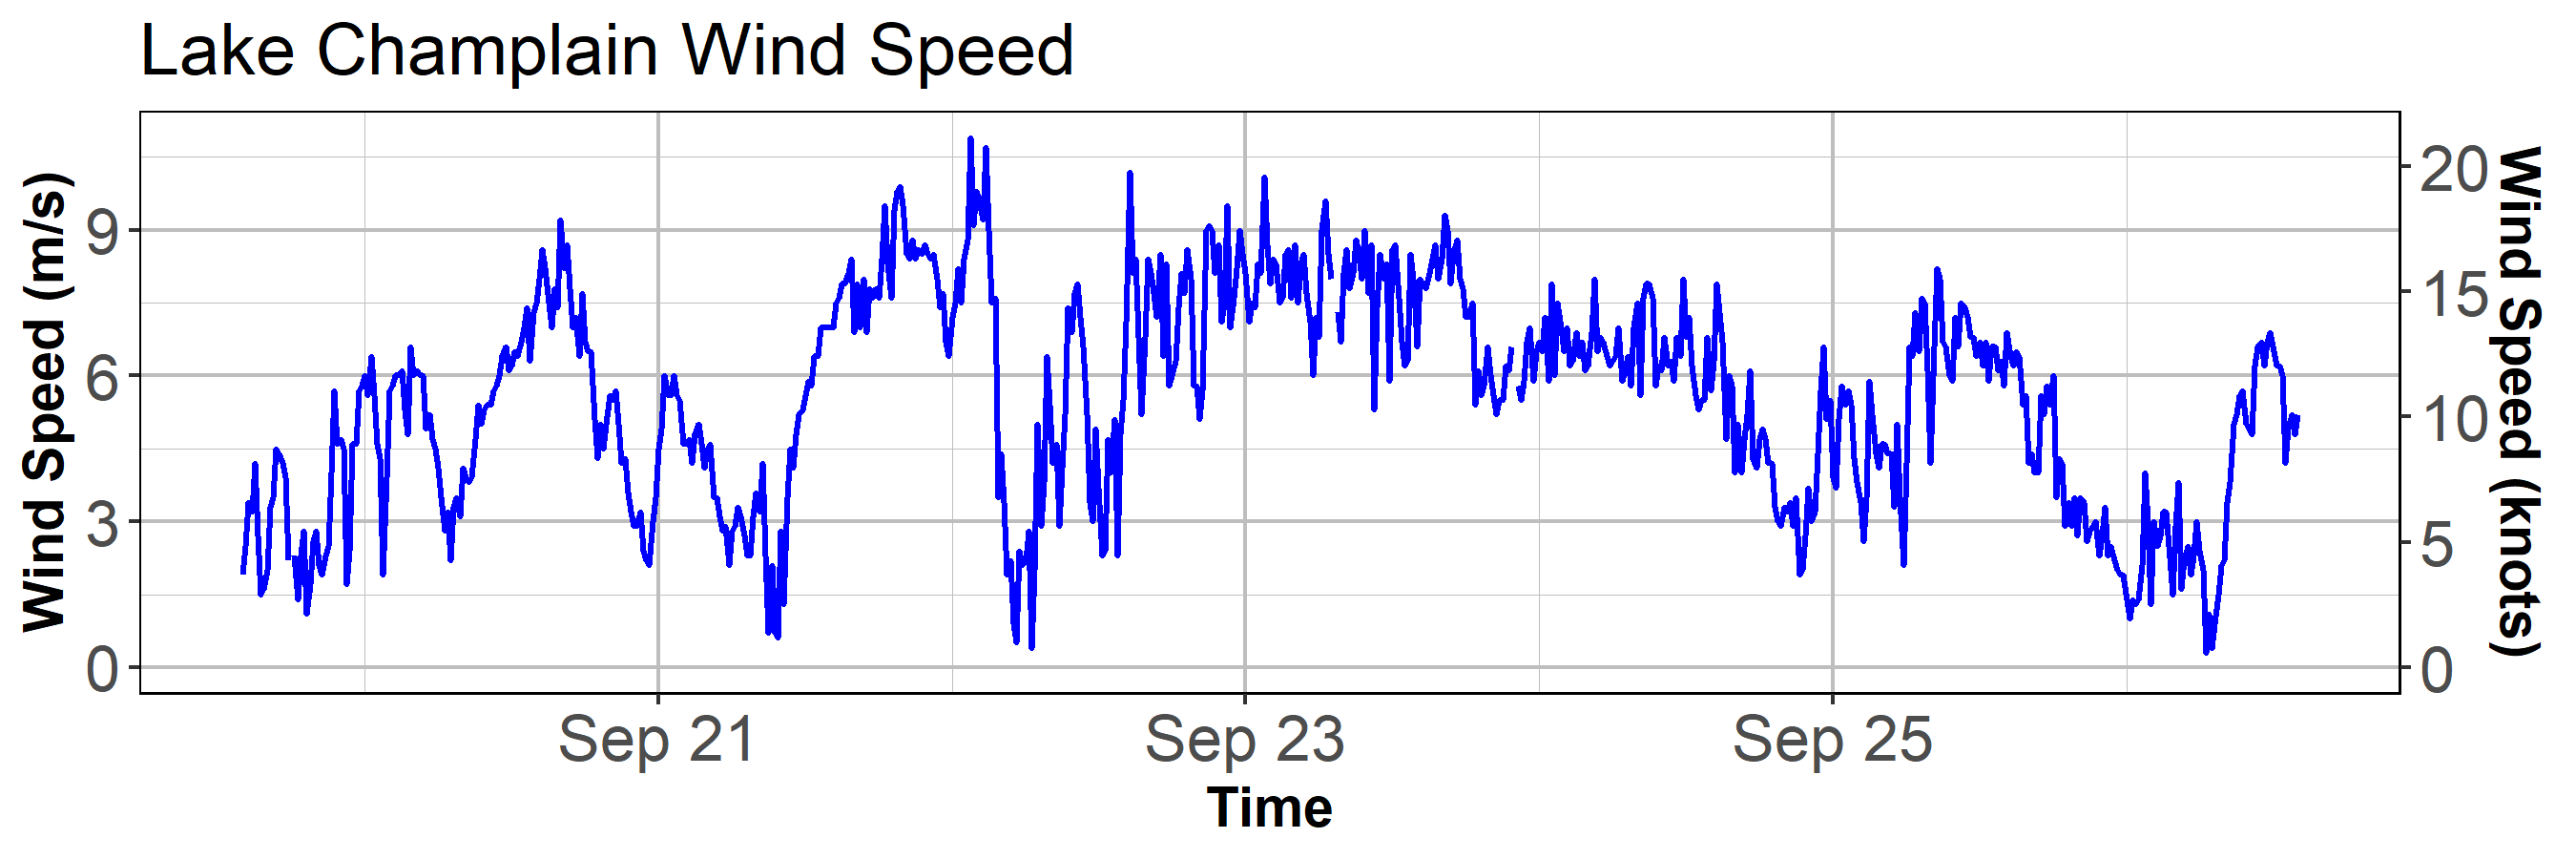 Lake Champlain Wind Speed
Wind Speed (m/s)
9
6
3
0
20
15
10
5
0
Wind Speed (knots)
Sep 21
Sep 23
Sep 25
Time